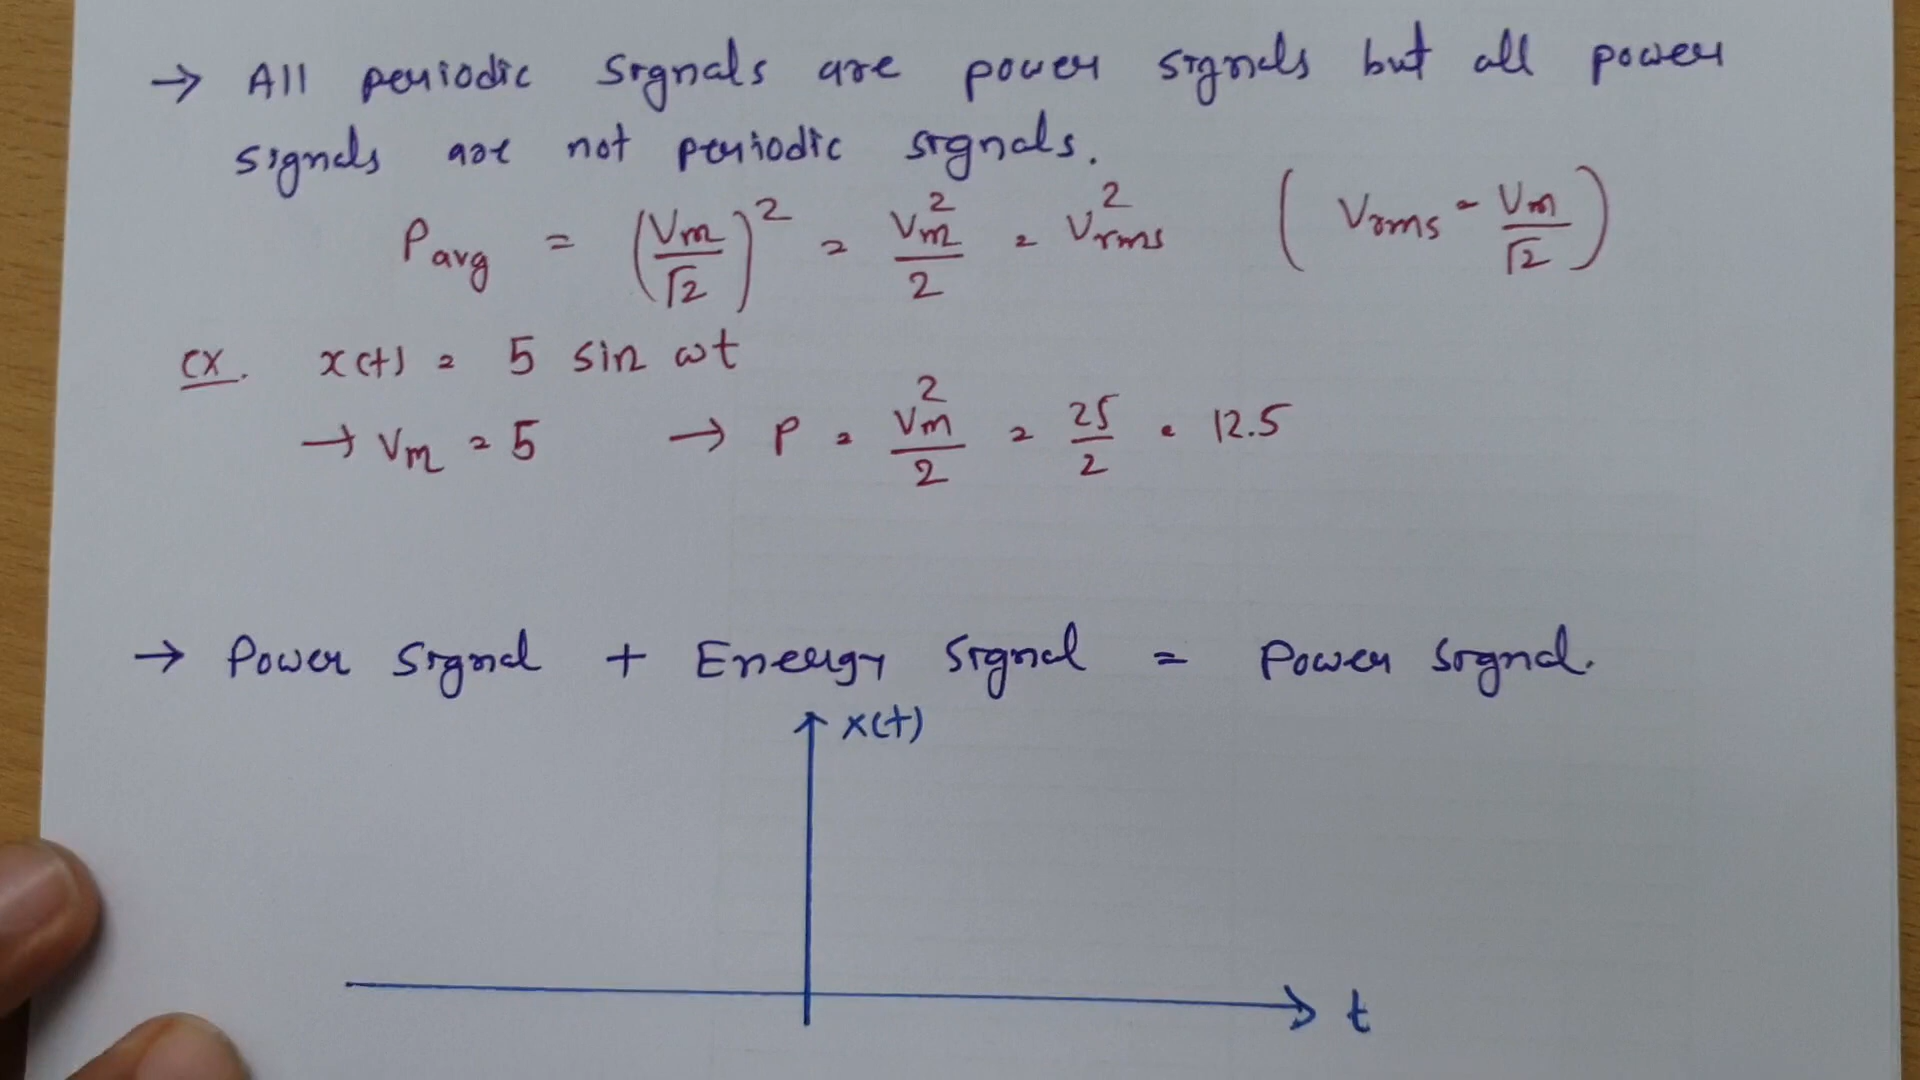 → All periodic signals are power signals but all power
signals are not periodic signals.
Pavg = (Vm/√2)² = Vm²/2 = Vrms² (Vrms = Vm/√2)
ex. x(t) = 5 sin ωt
→ Vm = 5 → P = Vm²/2 = 25/2 = 12.5
→ Power Signal + Energy Signal = Power Signal.
x(t)
t